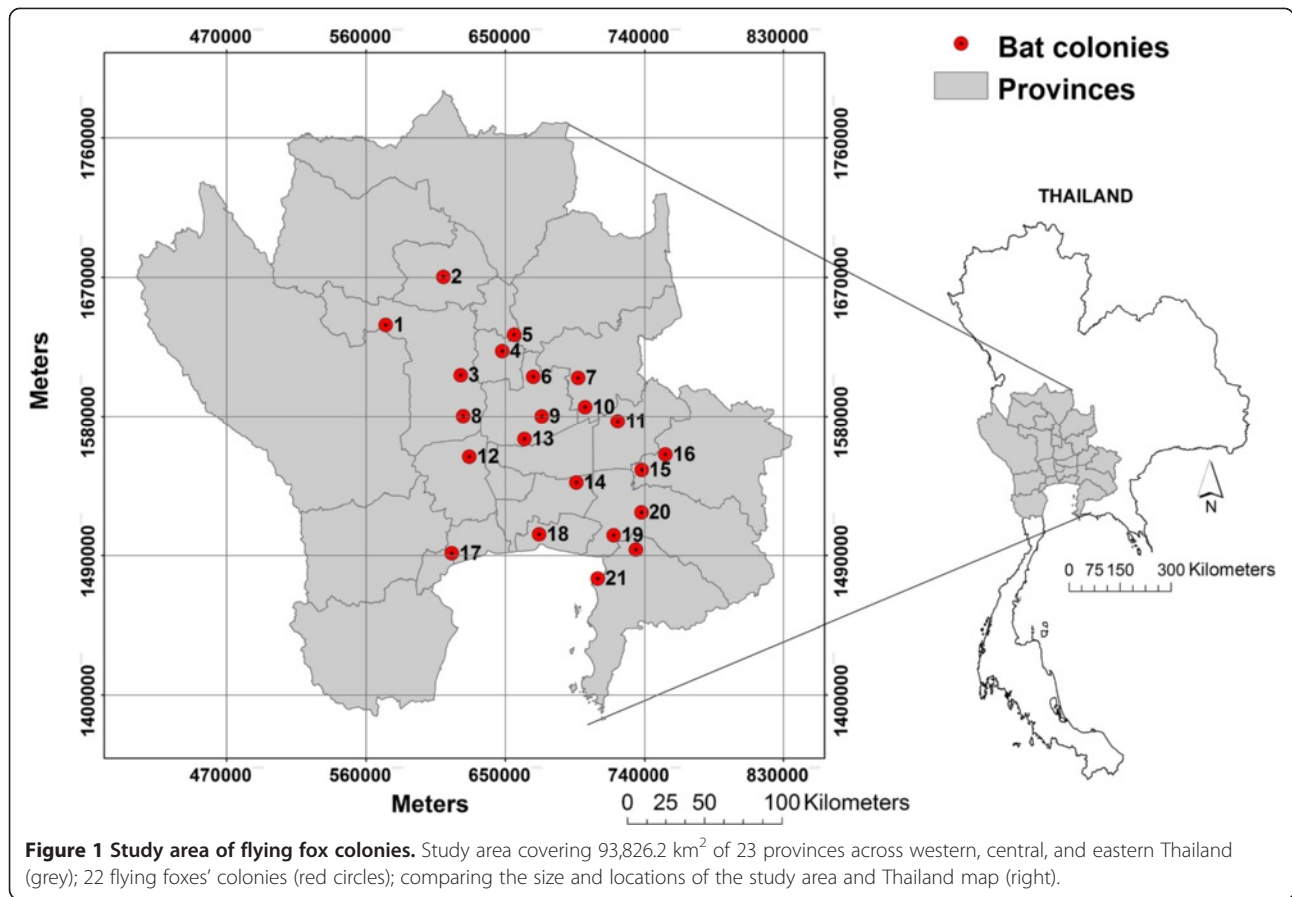 470000 560000 650000 740000 830000
Bat colonies
Provinces
1760000 1760000
THAILAND
1670000 1670000
2
1
5
4
3 6 7
Meters
10
1580000 8 9 11 1580000
13
12 16
15
14
N
20
18 19
1490000 17 1490000
0 75 150 300 Kilometers
21
1400000 1400000
470000 560000 650000 740000 830000
Meters
0 25 50 100 Kilometers
Figure 1 Study area of flying fox colonies. Study area covering 93,826.2 km² of 23 provinces across western, central, and eastern Thailand
(grey); 22 flying foxes' colonies (red circles); comparing the size and locations of the study area and Thailand map (right).